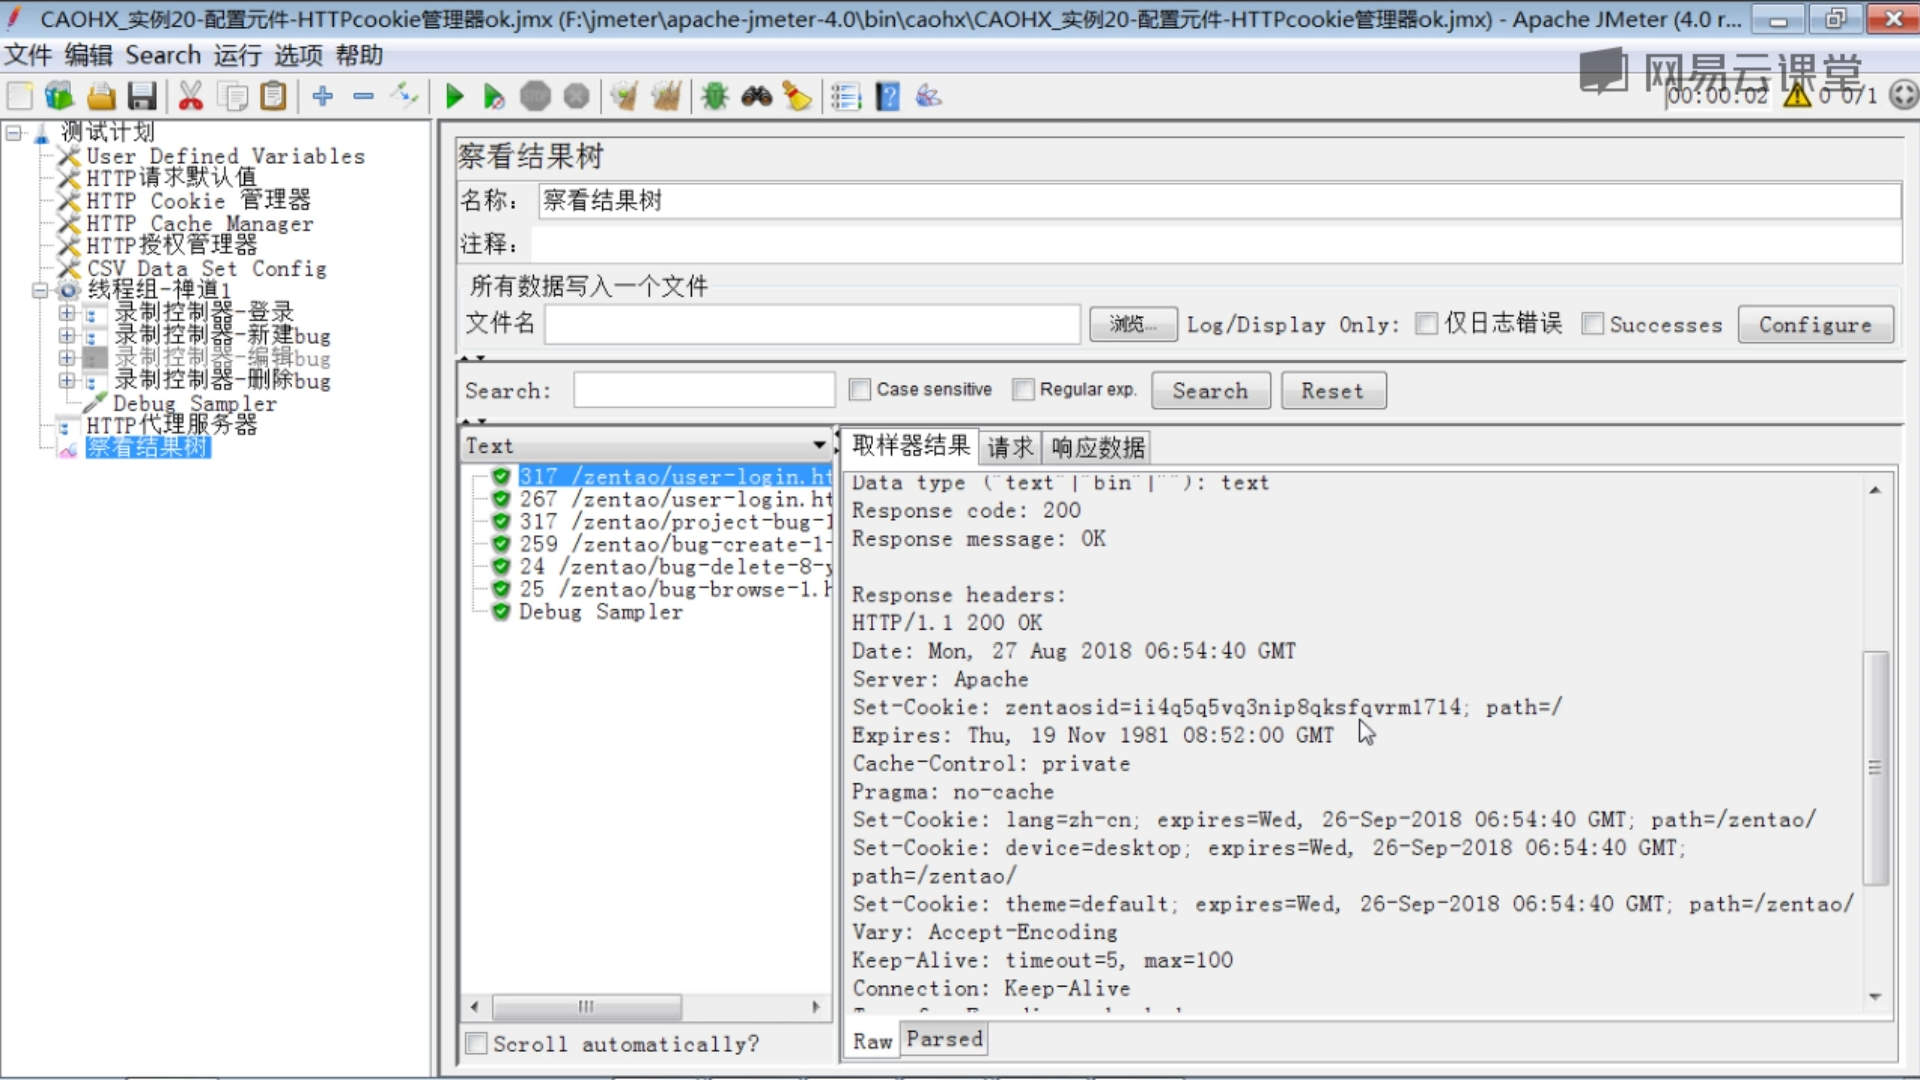 CAOHX_实例20-配置元件-HTTPcookie管理器ok.jmx (F:\jmeter\apache-jmeter-4.0\bin\caohx\CAOHX_实例20-配置元件-HTTPcookie管理器ok.jmx) - Apache JMeter (4.0 r...
文件 编辑 Search 运行 选项 帮助
网易云课堂
00:00:02 0 0/1
测试计划
User Defined Variables
HTTP请求默认值
HTTP Cookie 管理器
HTTP Cache Manager
HTTP授权管理器
CSV Data Set Config
线程组-禅道1
录制控制器-登录
录制控制器-新建bug
录制控制器-编辑bug
录制控制器-删除bug
Debug Sampler
HTTP代理服务器
察看结果树
察看结果树
名称: 察看结果树
注释:
所有数据写入一个文件
文件名 浏览... Log/Display Only: 仅日志错误 Successes Configure
Search: Case sensitive Regular exp. Search Reset
Text
317 /zentao/user-login.ht
267 /zentao/user-login.ht
317 /zentao/project-bug-1
259 /zentao/bug-create-1-
24 /zentao/bug-delete-8-y
25 /zentao/bug-browse-1.h
Debug Sampler
Scroll automatically?
取样器结果 请求 响应数据
Data type ("text"|"bin"|""): text
Response code: 200
Response message: OK
Response headers:
HTTP/1.1 200 OK
Date: Mon, 27 Aug 2018 06:54:40 GMT
Server: Apache
Set-Cookie: zentaosid=ii4q5q5vq3nip8qksfqvrm1714; path=/
Expires: Thu, 19 Nov 1981 08:52:00 GMT
Cache-Control: private
Pragma: no-cache
Set-Cookie: lang=zh-cn; expires=Wed, 26-Sep-2018 06:54:40 GMT; path=/zentao/
Set-Cookie: device=desktop; expires=Wed, 26-Sep-2018 06:54:40 GMT;
path=/zentao/
Set-Cookie: theme=default; expires=Wed, 26-Sep-2018 06:54:40 GMT; path=/zentao/
Vary: Accept-Encoding
Keep-Alive: timeout=5, max=100
Connection: Keep-Alive
Raw Parsed